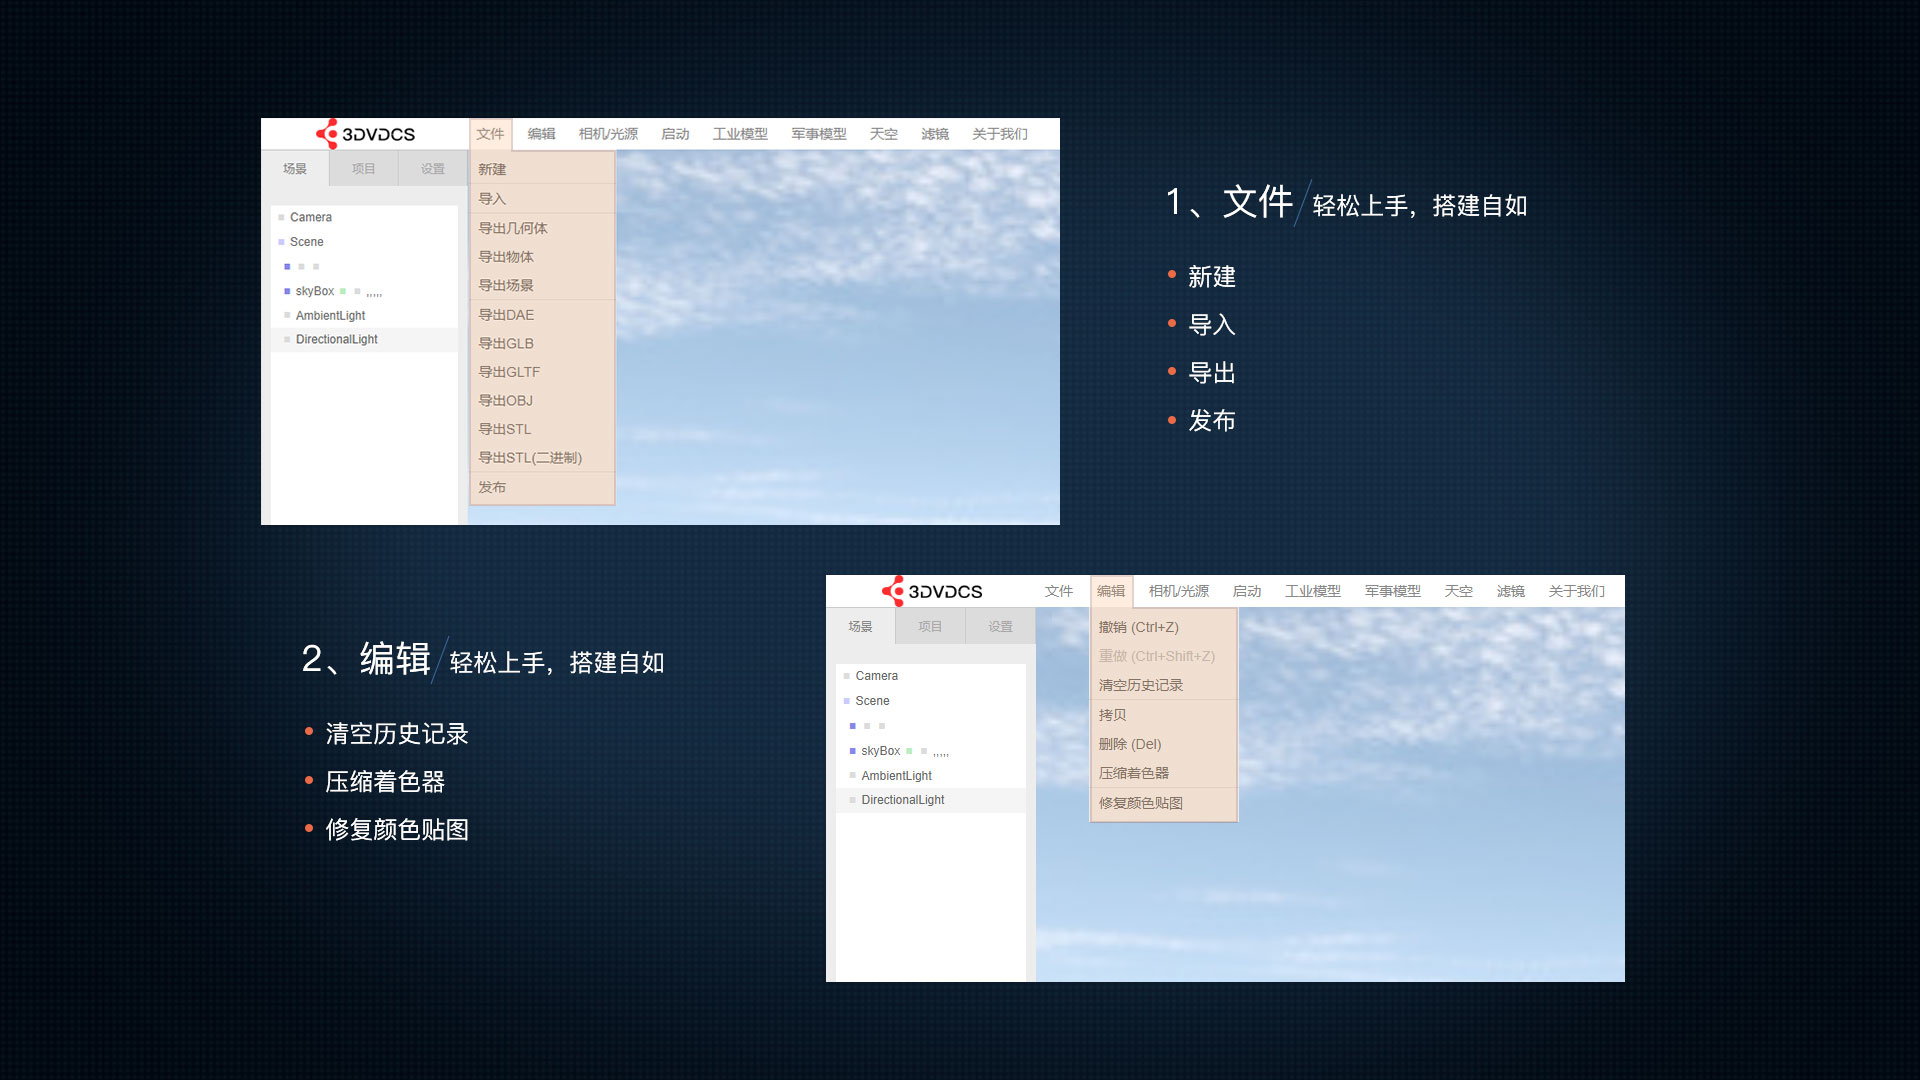 3DVDCS 文件 编辑 相机/光源 启动 工业模型 军事模型 天空 滤镜 关于我们
场景 项目 设置
Camera
Scene
skyBox ,,,,,
AmbientLight
DirectionalLight
新建
导入
导出几何体
导出物体
导出场景
导出DAE
导出GLB
导出GLTF
导出OBJ
导出STL
导出STL(二进制)
发布
1、文件/轻松上手，搭建自如
• 新建
• 导入
• 导出
• 发布
2、编辑/轻松上手，搭建自如
• 清空历史记录
• 压缩着色器
• 修复颜色贴图
3DVDCS 文件 编辑 相机/光源 启动 工业模型 军事模型 天空 滤镜 关于我们
场景 项目 设置
Camera
Scene
skyBox ,,,,,
AmbientLight
DirectionalLight
撤销 (Ctrl+Z)
重做 (Ctrl+Shift+Z)
清空历史记录
拷贝
删除 (Del)
压缩着色器
修复颜色贴图